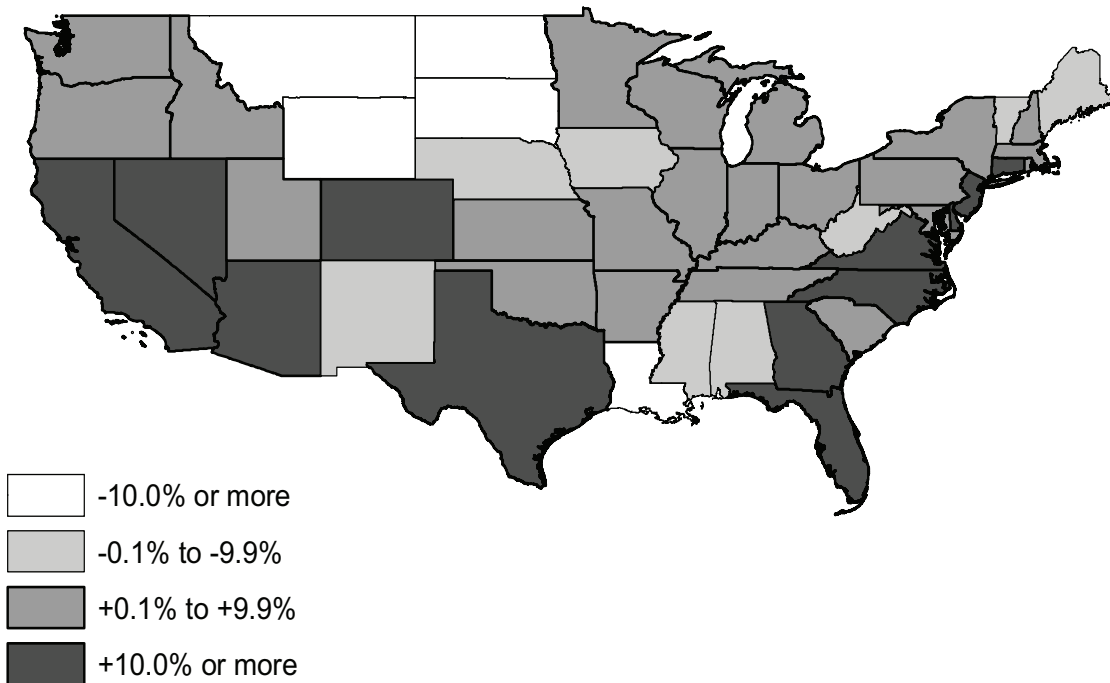 -10.0% or more
-0.1% to -9.9%
+0.1% to +9.9%
+10.0% or more